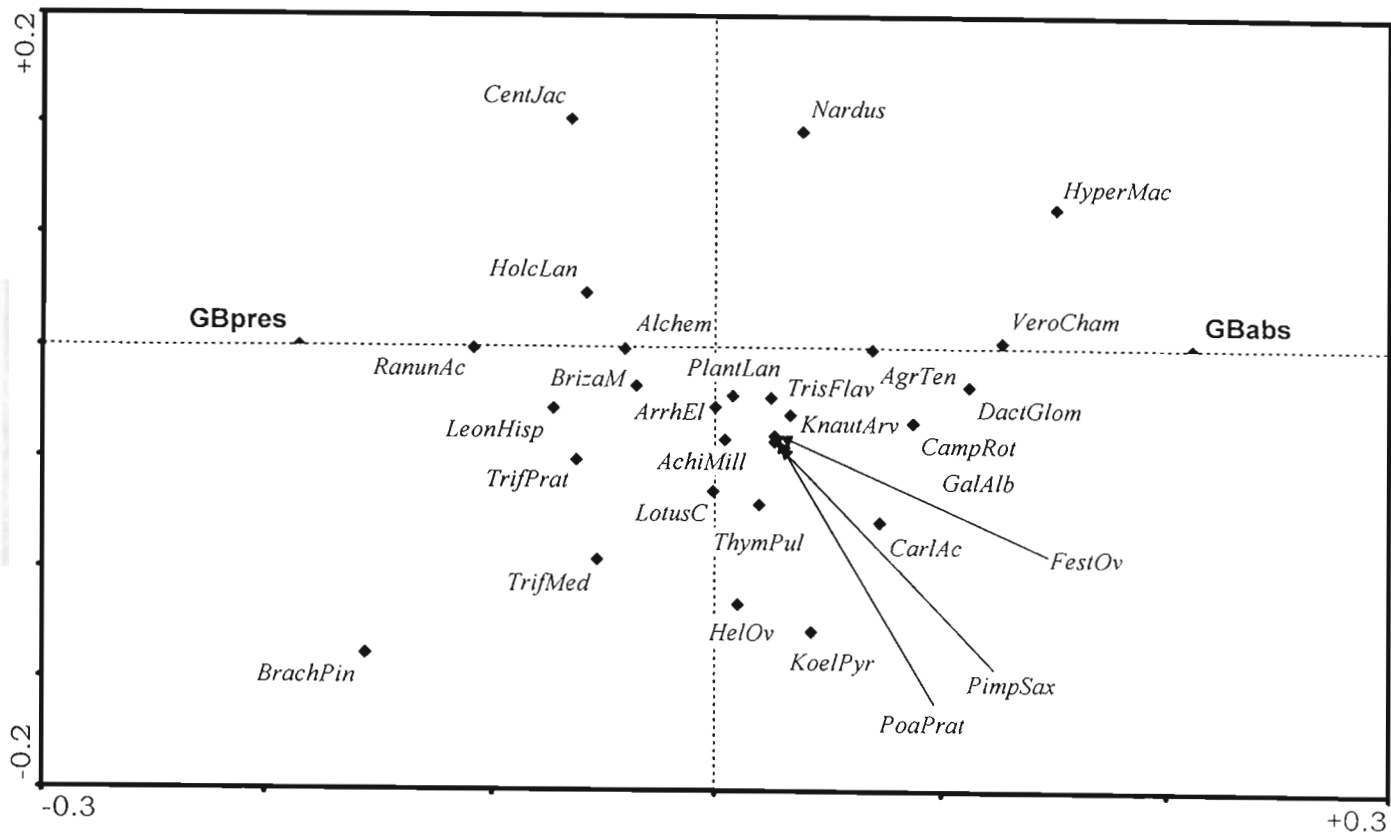 +0.2
CentJac
Nardus
HyperMac
HolcLan
GBpres
Alchem
VeroCham
GBabs
RanunAc
PlantLan
BrizaM
TrisFlav
AgrTen
ArrhEl
DactGlom
LeonHisp
KnautArv
CampRot
AchiMill
TrifPrat
GalAlb
LotusC
ThymPul
CarlAc
FestOv
TrifMed
HelOv
KoelPyr
BrachPin
PimpSax
PoaPrat
-0.2
-0.3
+0.3